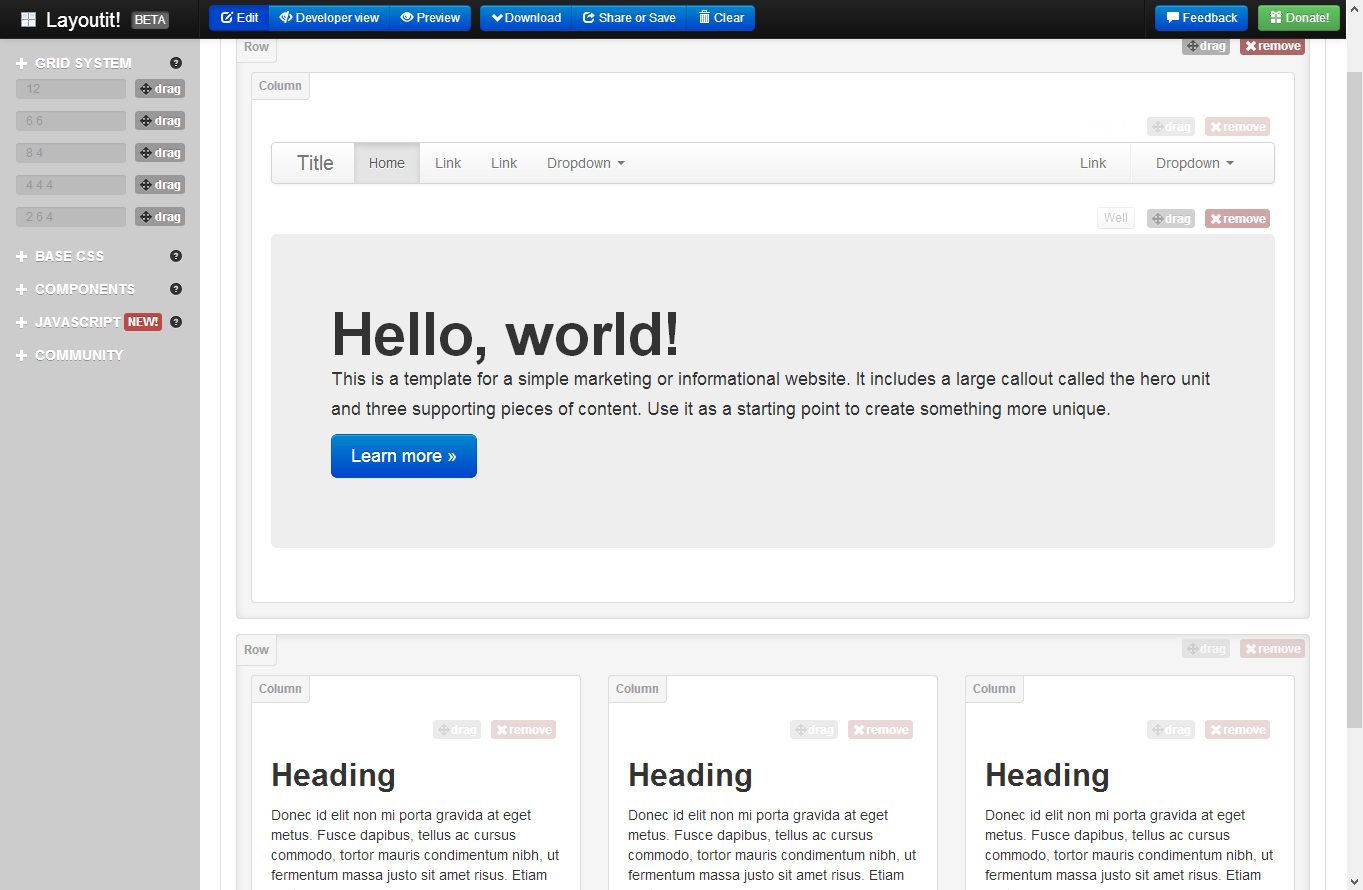 Layoutit! BETA Edit Developer view Preview Download Share or Save Clear Feedback Donate!
GRID SYSTEM
12 drag
6 6 drag
8 4 drag
4 4 4 drag
2 6 4 drag
BASE CSS
COMPONENTS
JAVASCRIPT NEW!
COMMUNITY
Row drag remove
Column
drag remove
Title Home Link Link Dropdown Link Dropdown
Well drag remove
Hello, world!
This is a template for a simple marketing or informational website. It includes a large callout called the hero unit
and three supporting pieces of content. Use it as a starting point to create something more unique.
Learn more »
Row drag remove
Column
drag remove
Heading
Donec id elit non mi porta gravida at eget
metus. Fusce dapibus, tellus ac cursus
commodo, tortor mauris condimentum nibh, ut
fermentum massa justo sit amet risus. Etiam
Column
drag remove
Heading
Donec id elit non mi porta gravida at eget
metus. Fusce dapibus, tellus ac cursus
commodo, tortor mauris condimentum nibh, ut
fermentum massa justo sit amet risus. Etiam
Column
drag remove
Heading
Donec id elit non mi porta gravida at eget
metus. Fusce dapibus, tellus ac cursus
commodo, tortor mauris condimentum nibh, ut
fermentum massa justo sit amet risus. Etiam